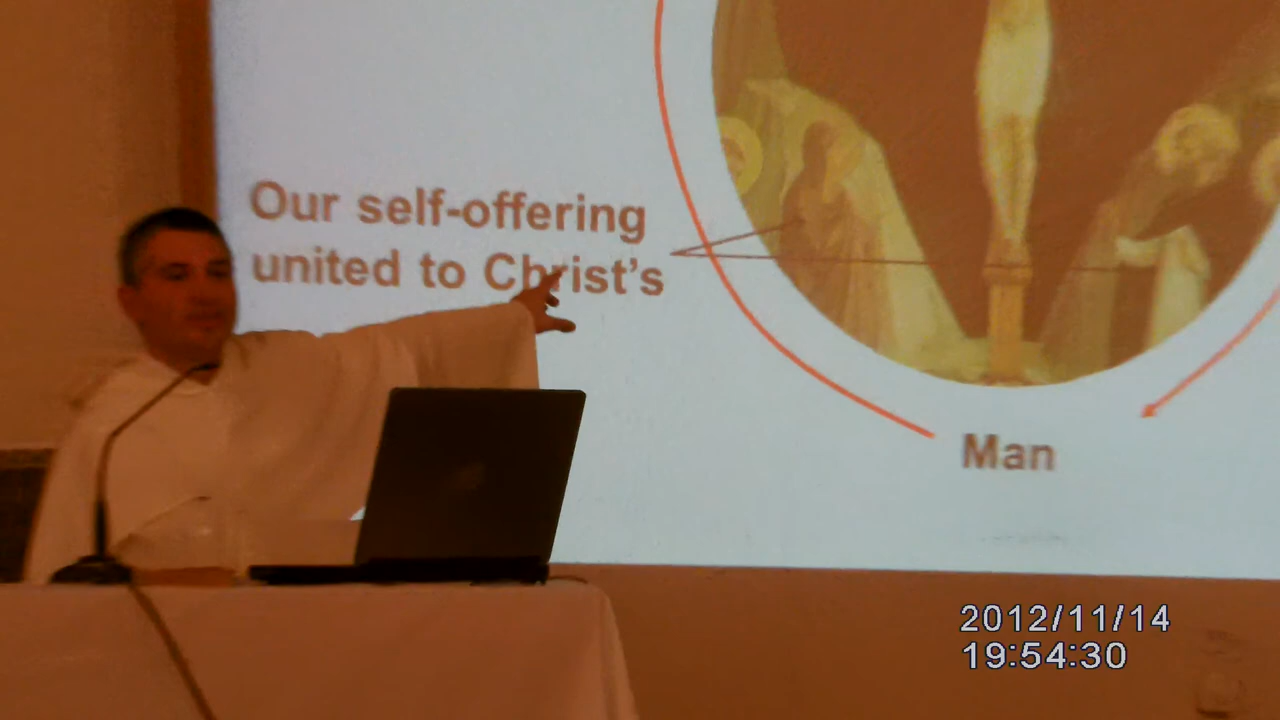 Our self-offering
united to Christ's
Man
2012/11/14
19:54:30